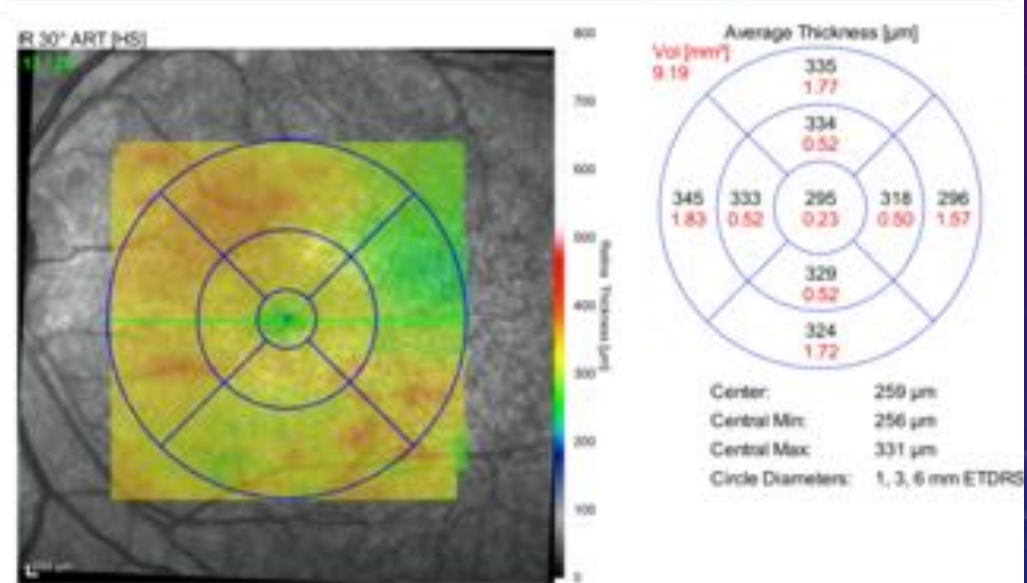 IR 30° ART [HS]
800
700
600
500
400
300
200
100
0
Retina Thickness [µm]
Average Thickness [µm]
Vol [mm³]
9.19
335
1.77
334
0.52
345 333 295 318 296
1.83 0.52 0.23 0.50 1.57
329
0.52
324
1.72
Center: 259 µm
Central Min: 256 µm
Central Max: 331 µm
Circle Diameters: 1, 3, 6 mm ETDRS